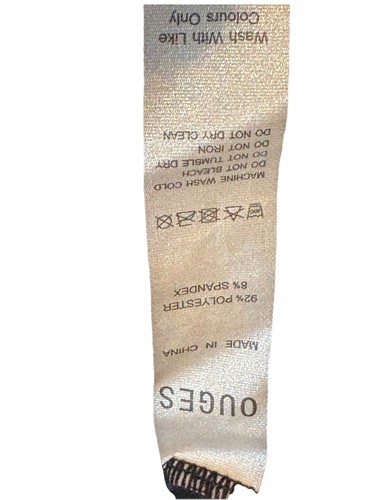 OUGES
MADE IN CHINA
92% POLYESTER
8% SPANDEX
MACHINE WASH COLD
DO NOT BLEACH
DO NOT TUMBLE DRY
DO NOT IRON
DO NOT DRY CLEAN
Wash With Like
Colours Only